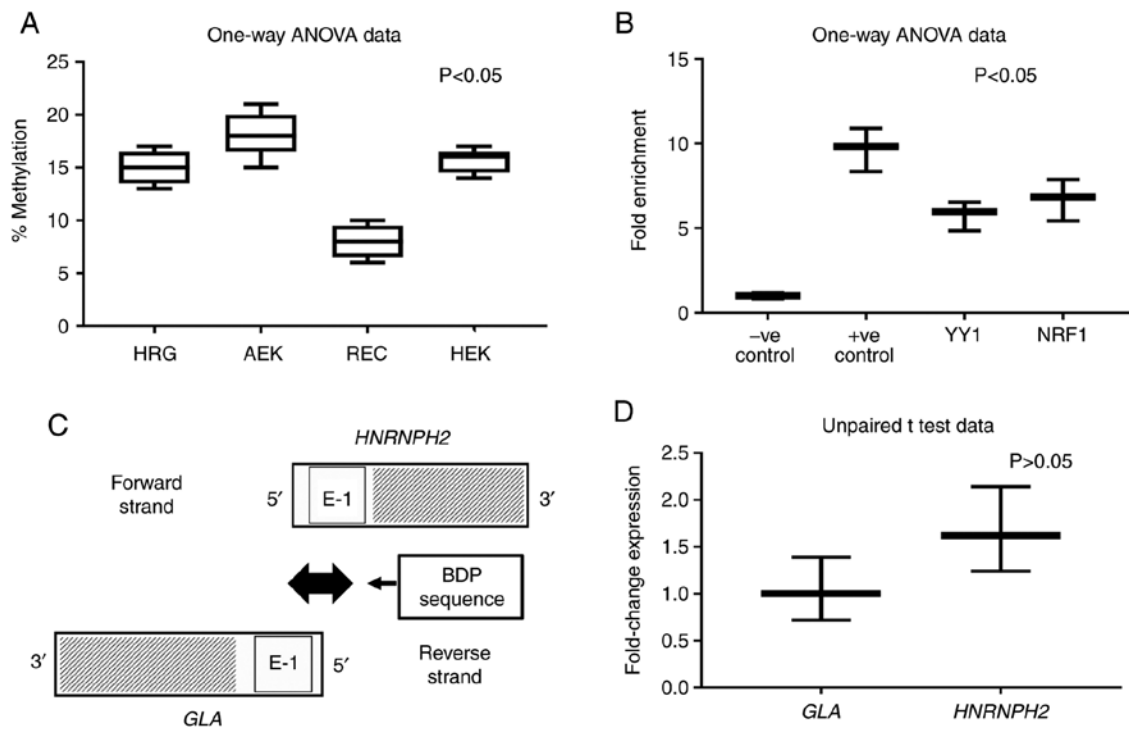 A
One-way ANOVA data
P<0.05
% Methylation
25
20
15
10
5
0
HRG
AEK
REC
HEK
B
One-way ANOVA data
P<0.05
Fold enrichment
15
10
5
0
–ve
control
+ve
control
YY1
NRF1
C
HNRNPH2
Forward
strand
5′
E-1
3′
BDP
sequence
3′
E-1
5′
Reverse
strand
GLA
D
Unpaired t test data
P>0.05
Fold-change expression
2.5
2.0
1.5
1.0
0.5
0.0
GLA
HNRNPH2